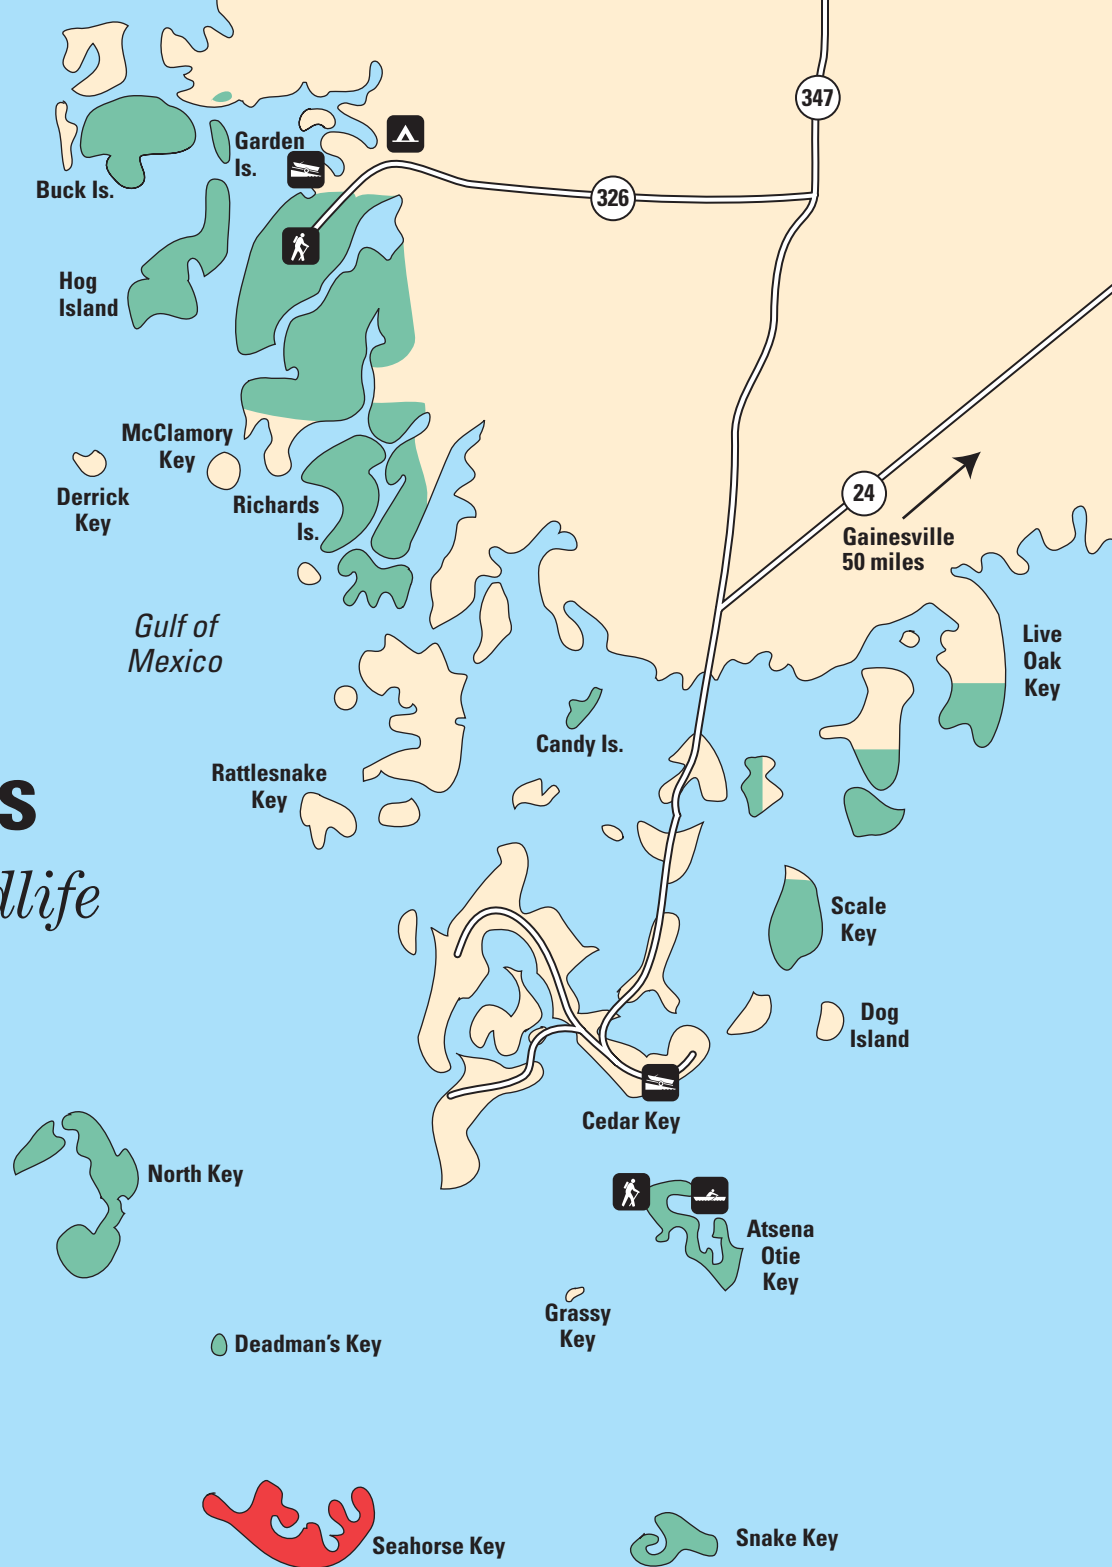 347
Garden
Is.
Buck Is.
326
Hog
Island
McClamory
Key
Derrick
Key
Richards
Is.
24
Gainesville
50 miles
Gulf of
Mexico
Live
Oak
Key
Candy Is.
Rattlesnake
Key
s
dlife
Scale
Key
Dog
Island
Cedar Key
North Key
Atsena
Otie
Key
Grassy
Key
Deadman's Key
Seahorse Key
Snake Key